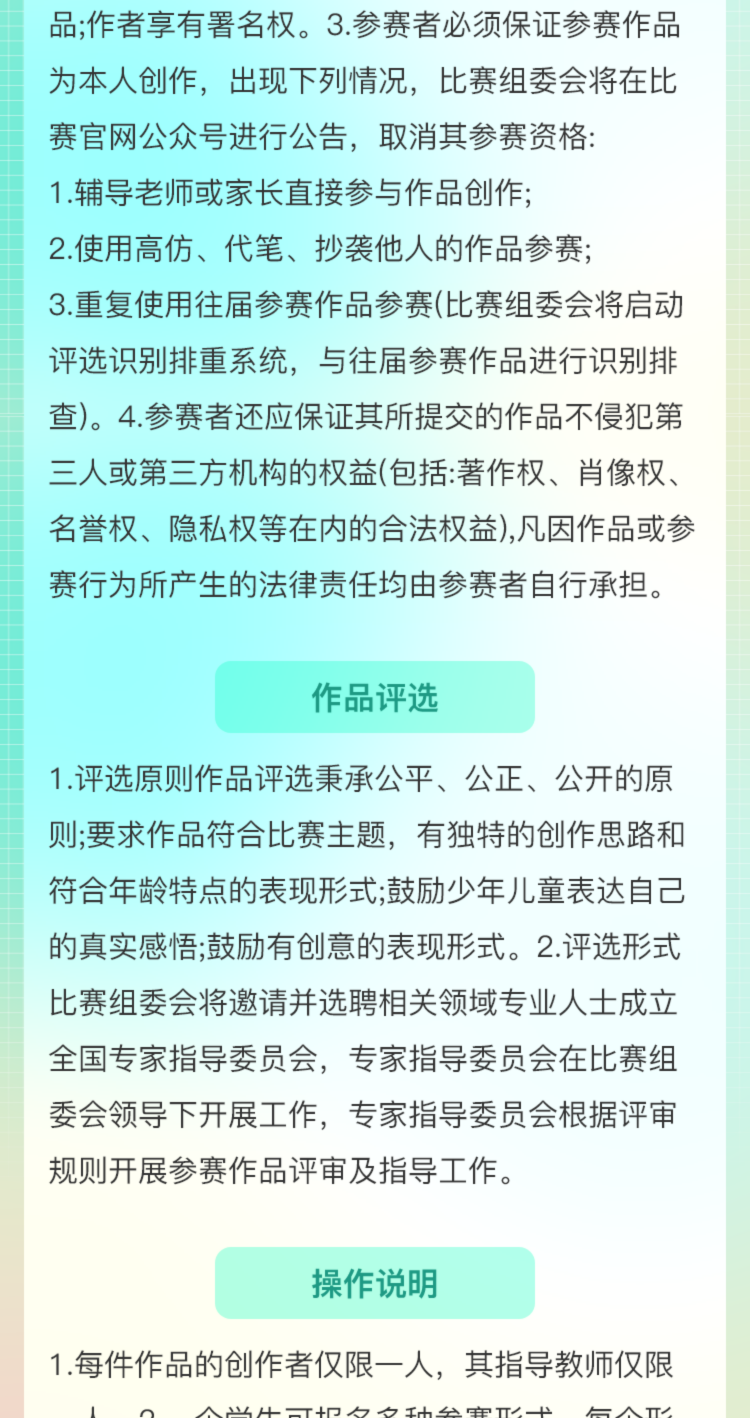 品;作者享有署名权。3.参赛者必须保证参赛作品
为本人创作，出现下列情况，比赛组委会将在比
赛官网公众号进行公告，取消其参赛资格:
1.辅导老师或家长直接参与作品创作;
2.使用高仿、代笔、抄袭他人的作品参赛;
3.重复使用往届参赛作品参赛(比赛组委会将启动
评选识别排重系统，与往届参赛作品进行识别排
查)。4.参赛者还应保证其所提交的作品不侵犯第
三人或第三方机构的权益(包括:著作权、肖像权、
名誉权、隐私权等在内的合法权益),凡因作品或参
赛行为所产生的法律责任均由参赛者自行承担。
作品评选
1.评选原则作品评选秉承公平、公正、公开的原
则;要求作品符合比赛主题，有独特的创作思路和
符合年龄特点的表现形式;鼓励少年儿童表达自己
的真实感悟;鼓励有创意的表现形式。2.评选形式
比赛组委会将邀请并选聘相关领域专业人士成立
全国专家指导委员会，专家指导委员会在比赛组
委会领导下开展工作，专家指导委员会根据评审
规则开展参赛作品评审及指导工作。
操作说明
1.每件作品的创作者仅限一人，其指导教师仅限
一人。2.一个学生可报名多种参赛形式，每个形